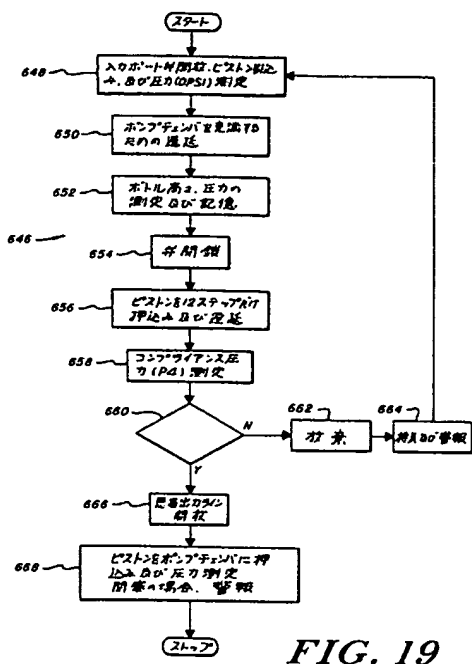 スタート
648
入力ポート弁開放、ピストン引込
み、及び圧力(0PSI)測定
650
ポンプチェンバを充満する
ための遅延
652
ボトル高さ、圧力の
測定及び記憶
646
654
弁閉鎖
656
ピストンを12ステップだけ
押込み及び遅延
658
コンプライアンス圧
力(P4)測定
660
N
662
放棄
664
警報
Y
666
患者出力ライン
開放
668
ピストンをポンプチェンバに押
込み及び圧力測定
閉塞の場合、警報
ストップ
FIG. 19